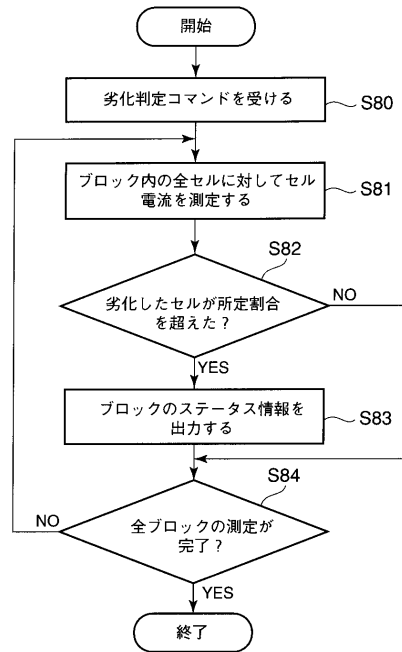 開始
劣化判定コマンドを受ける
S80
ブロック内の全セルに対してセル
電流を測定する
S81
S82
劣化したセルが所定割合
を超えた?
NO
YES
ブロックのステータス情報を
出力する
S83
S84
全ブロックの測定が
完了?
NO
YES
終了